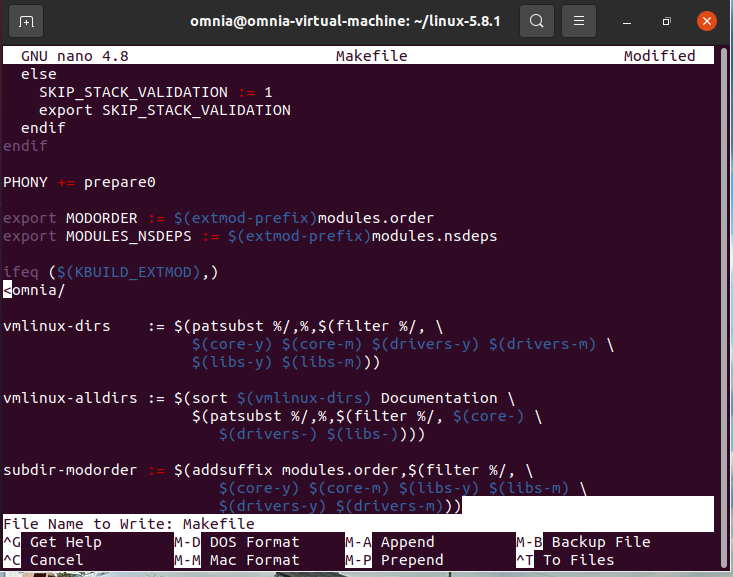 omnia@omnia-virtual-machine: ~/linux-5.8.1
GNU nano 4.8 Makefile Modified
else
SKIP_STACK_VALIDATION := 1
export SKIP_STACK_VALIDATION
endif
endif
PHONY += prepare0
export MODORDER := $(extmod-prefix)modules.order
export MODULES_NSDEPS := $(extmod-prefix)modules.nsdeps
ifeq ($(KBUILD_EXTMOD),)
<omnia/
vmlinux-dirs := $(patsubst %/,%,$(filter %/, \
$(core-y) $(core-m) $(drivers-y) $(drivers-m) \
$(libs-y) $(libs-m)))
vmlinux-alldirs := $(sort $(vmlinux-dirs) Documentation \
$(patsubst %/,%,$(filter %/, $(core-) \
$(drivers-) $(libs-))))
subdir-modorder := $(addsuffix modules.order,$(filter %/, \
$(core-y) $(core-m) $(libs-y) $(libs-m) \
$(drivers-y) $(drivers-m)))
File Name to Write: Makefile
^G Get Help M-D DOS Format M-A Append M-B Backup File
^C Cancel M-M Mac Format M-P Prepend ^T To Files